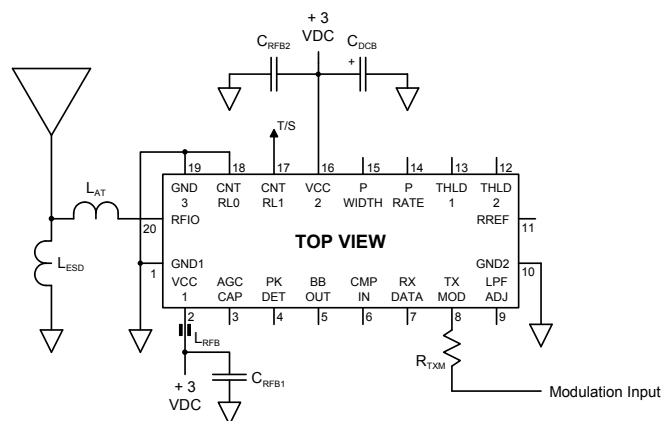 + 3
VDC
CRFB2
CDCB
+
T/S
19
18
17
16
15
14
13
12
GND
3
CNT
RL0
CNT
RL1
VCC
2
P
WIDTH
P
RATE
THLD
1
THLD
2
LAT
20
RFIO
RREF
11
TOP VIEW
LESD
1
GND1
GND2
10
VCC
1
AGC
CAP
PK
DET
BB
OUT
CMP
IN
RX
DATA
TX
MOD
LPF
ADJ
2
3
4
5
6
7
8
9
LRFB
RTXM
+ 3
VDC
CRFB1
Modulation Input